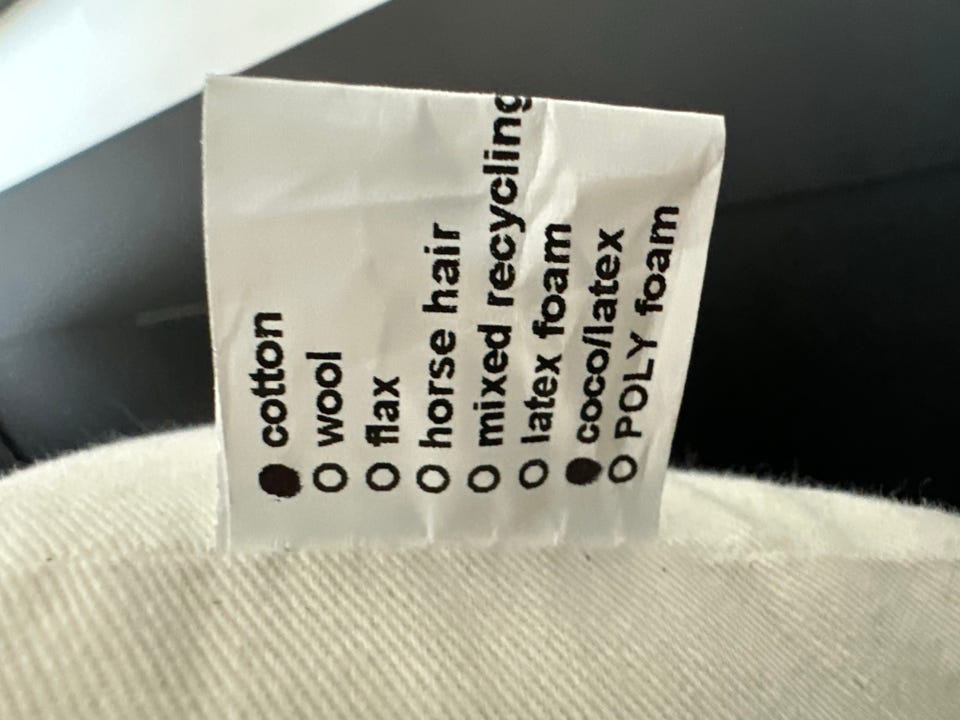 ● cotton
○ wool
○ flax
○ horse hair
○ mixed recycling
○ latex foam
● coco/latex
○ POLY foam